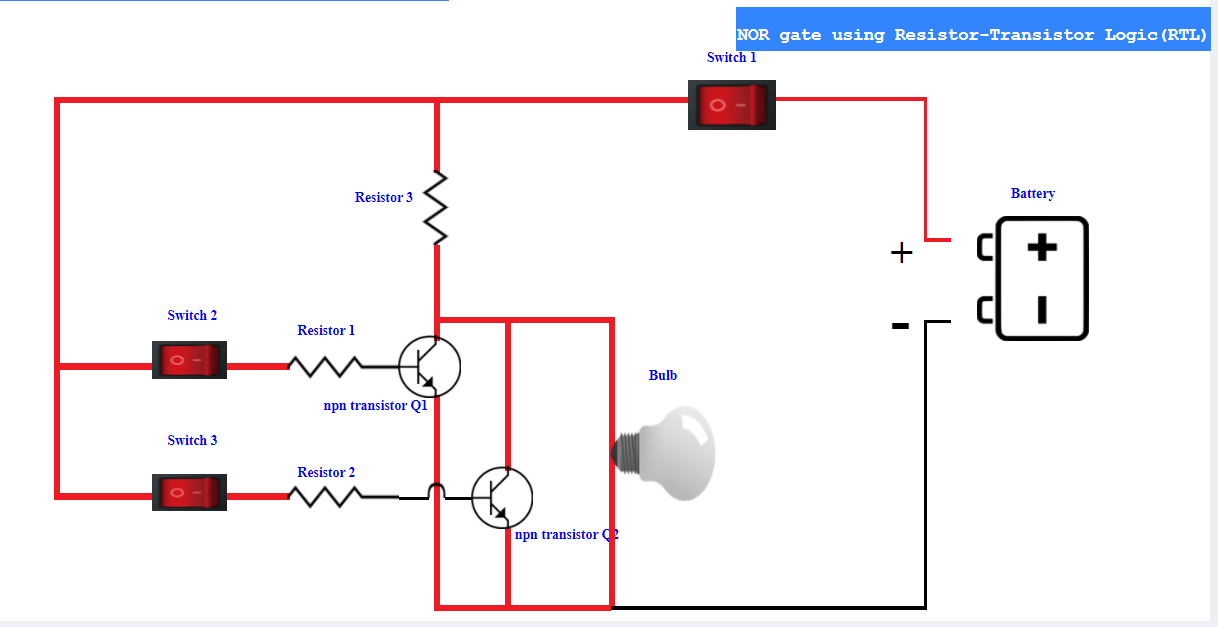 NOR gate using Resistor-Transistor Logic(RTL)
Switch 1
Resistor 3
Battery
+
-
Switch 2
Resistor 1
Bulb
npn transistor Q1
Switch 3
Resistor 2
npn transistor Q2